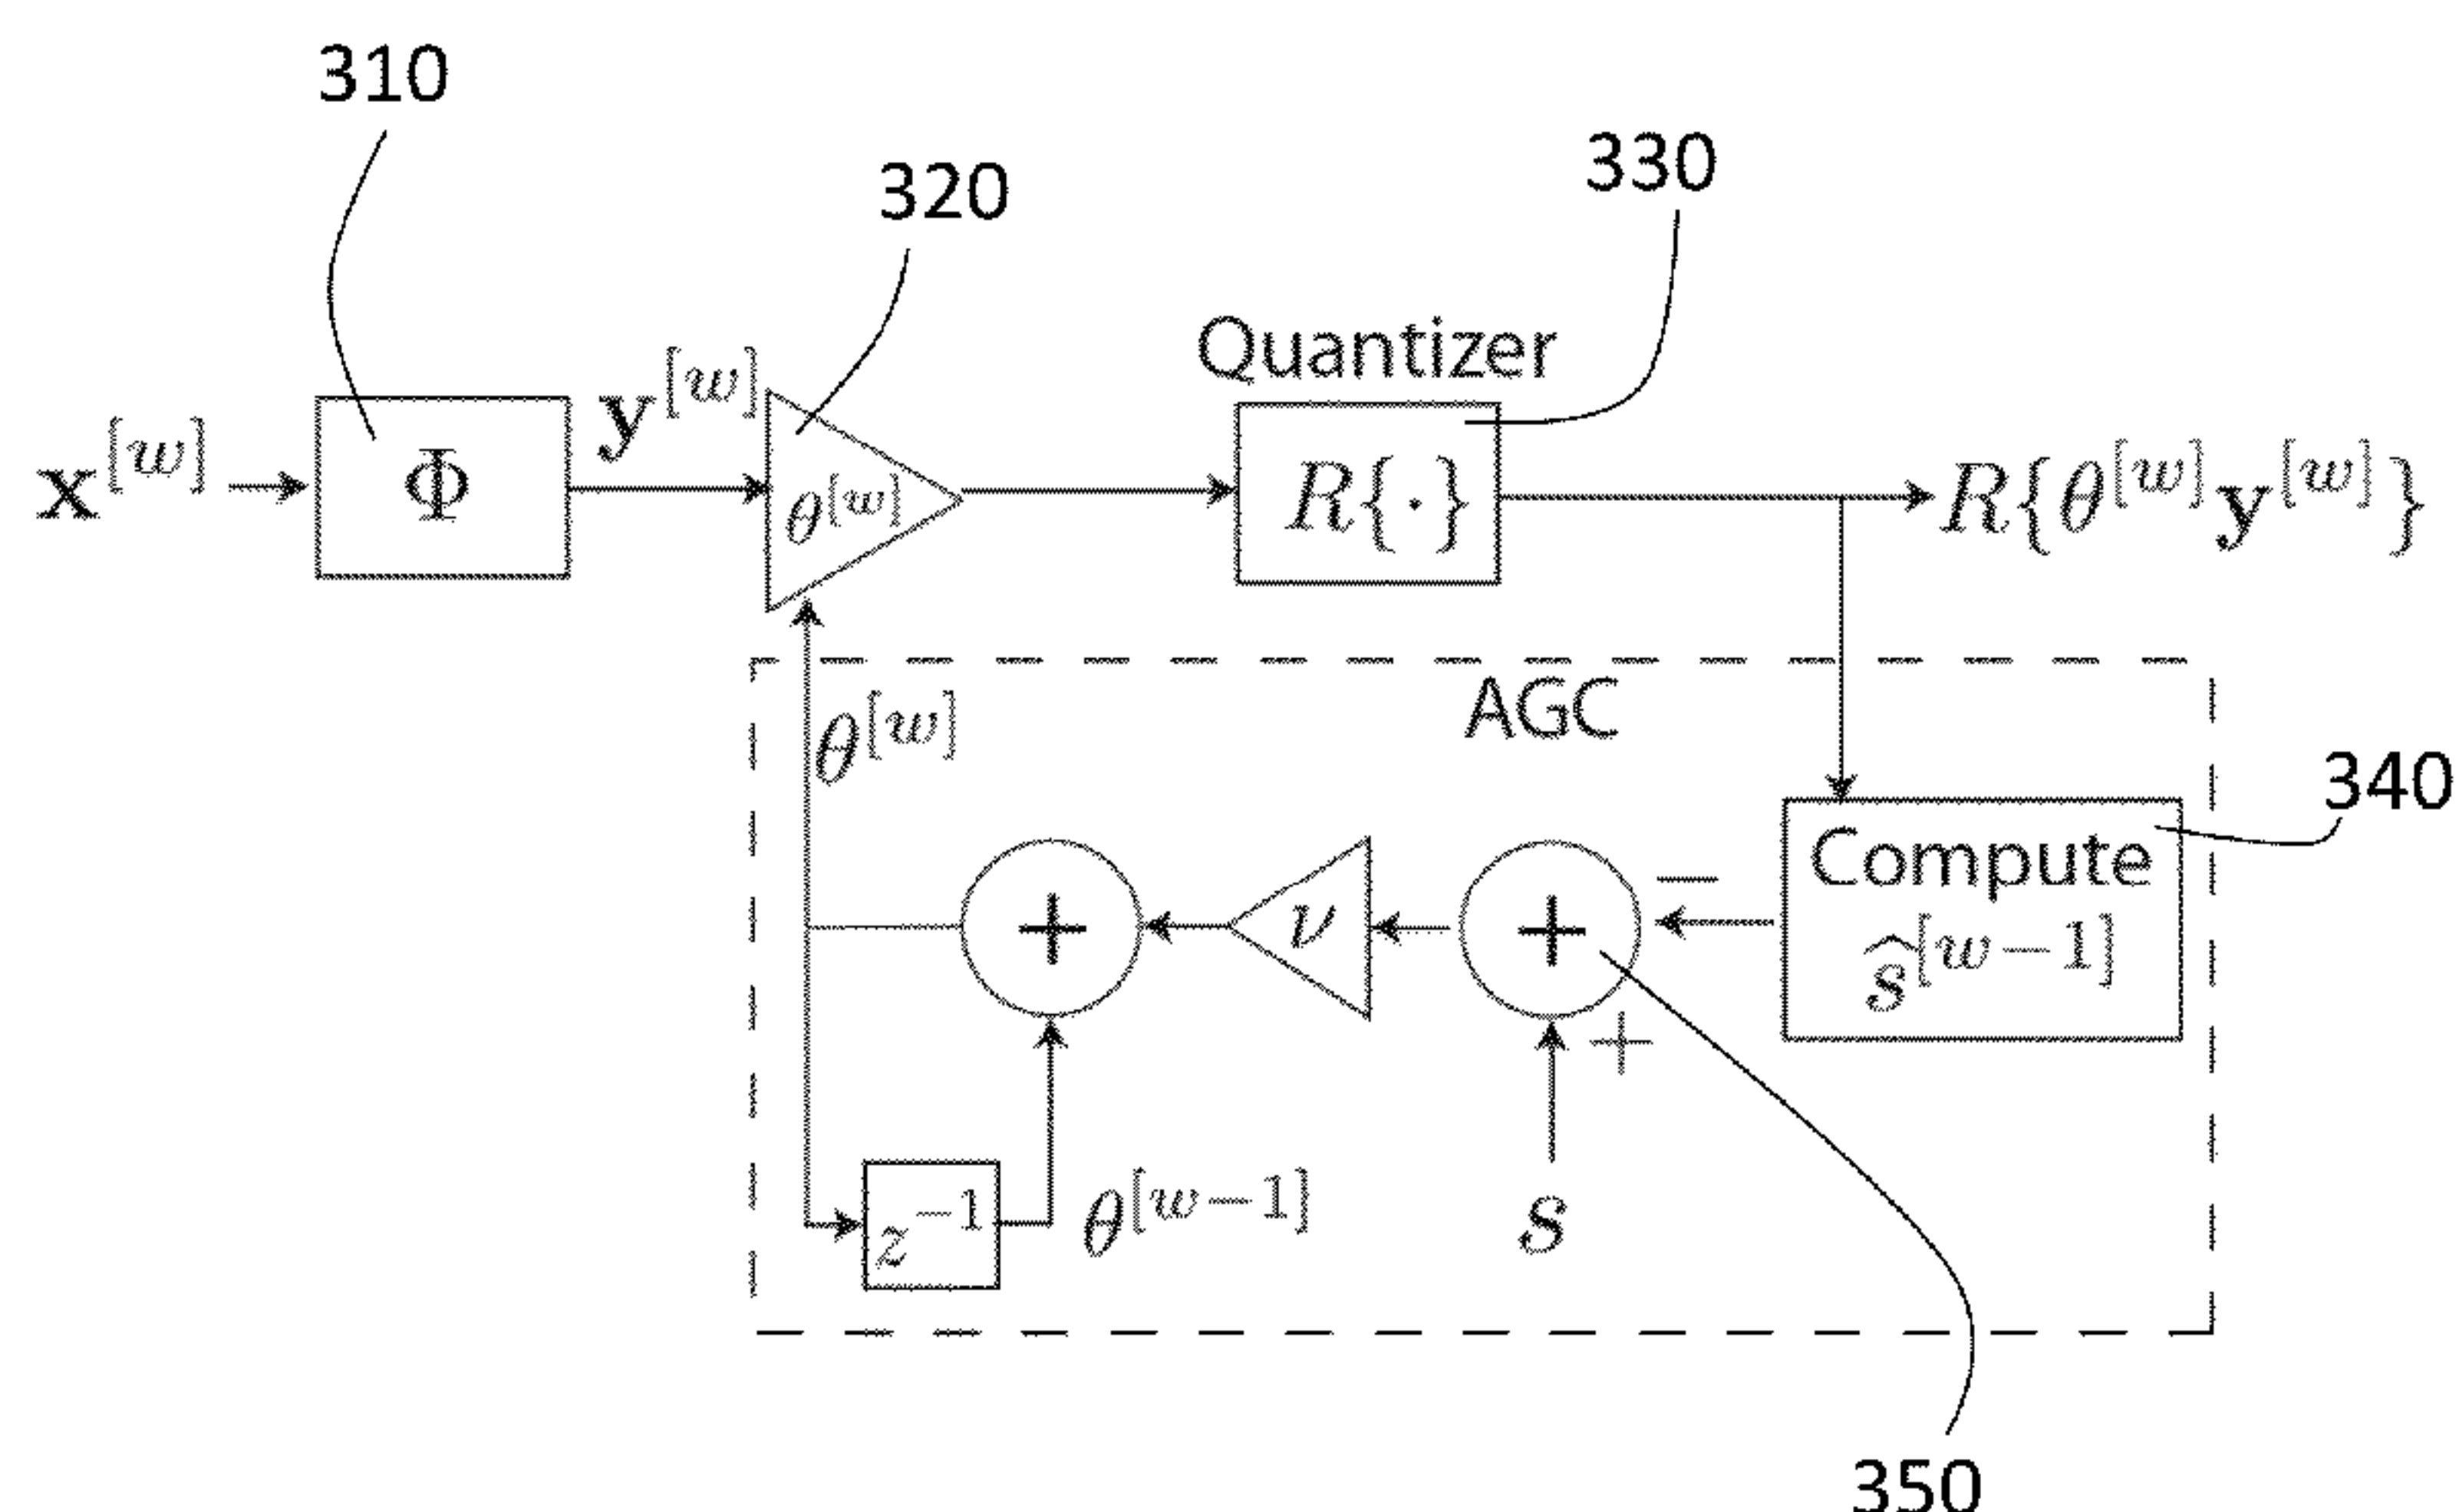 310
320
330
Quantizer
x^[w]
Φ
y^[w]
θ^[w]
R{·}
R{θ^[w] y^[w]}
AGC
θ^[w]
340
Compute
ŝ^[w−1]
+
ν
+
−
+
z^−1
θ^[w−1]
s
350